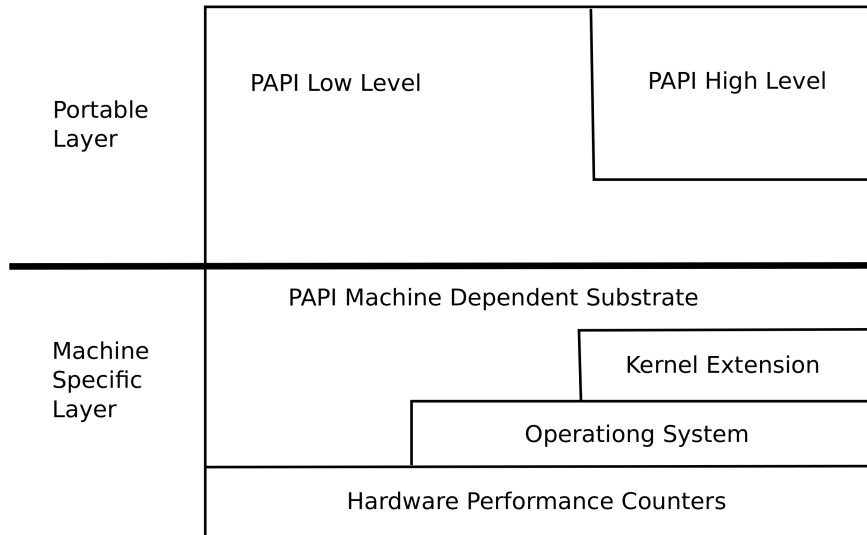 PAPI Low Level
PAPI High Level
Portable
Layer
PAPI Machine Dependent Substrate
Machine
Specific
Layer
Kernel Extension
Operationg System
Hardware Performance Counters